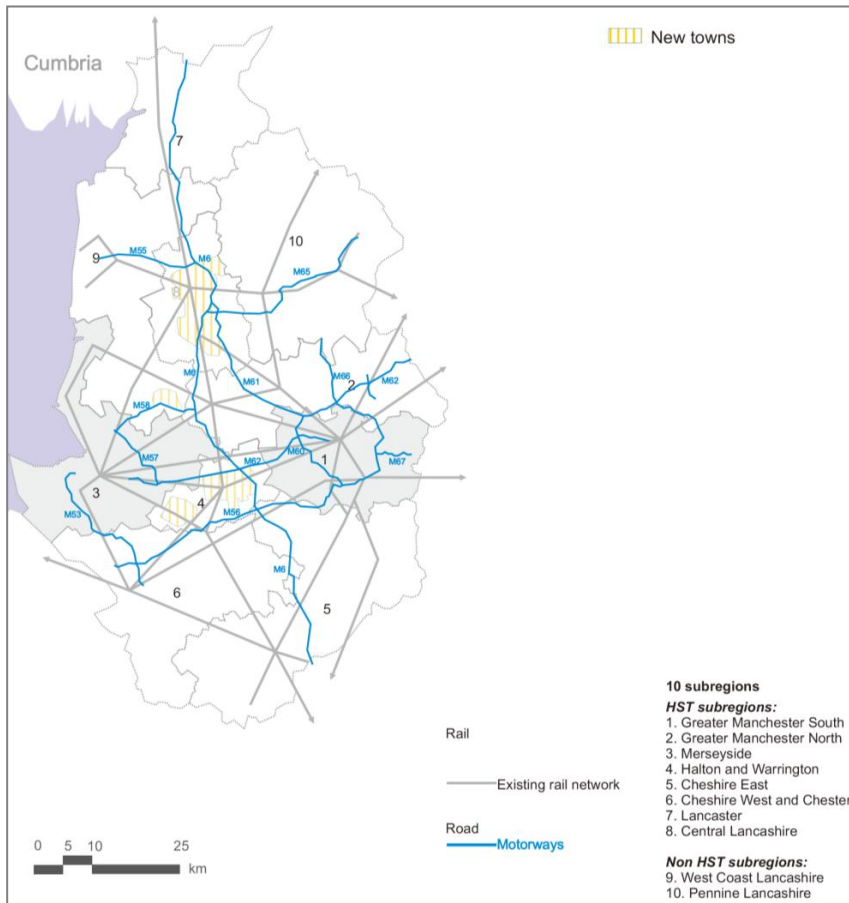 New towns
Cumbria
7
10
M55
M6
9
M65
8
M6
M66
2
M62
M61
M58
M57
M62
M60
1
M67
3
4
M53
M56
M6
6
5
10 subregions
HST subregions:
1. Greater Manchester South
2. Greater Manchester North
3. Merseyside
4. Halton and Warrington
5. Cheshire East
6. Cheshire West and Chester
7. Lancaster
8. Central Lancashire
Non HST subregions:
9. West Coast Lancashire
10. Pennine Lancashire
Rail
Existing rail network
Road
Motorways
0 5 10 25
km